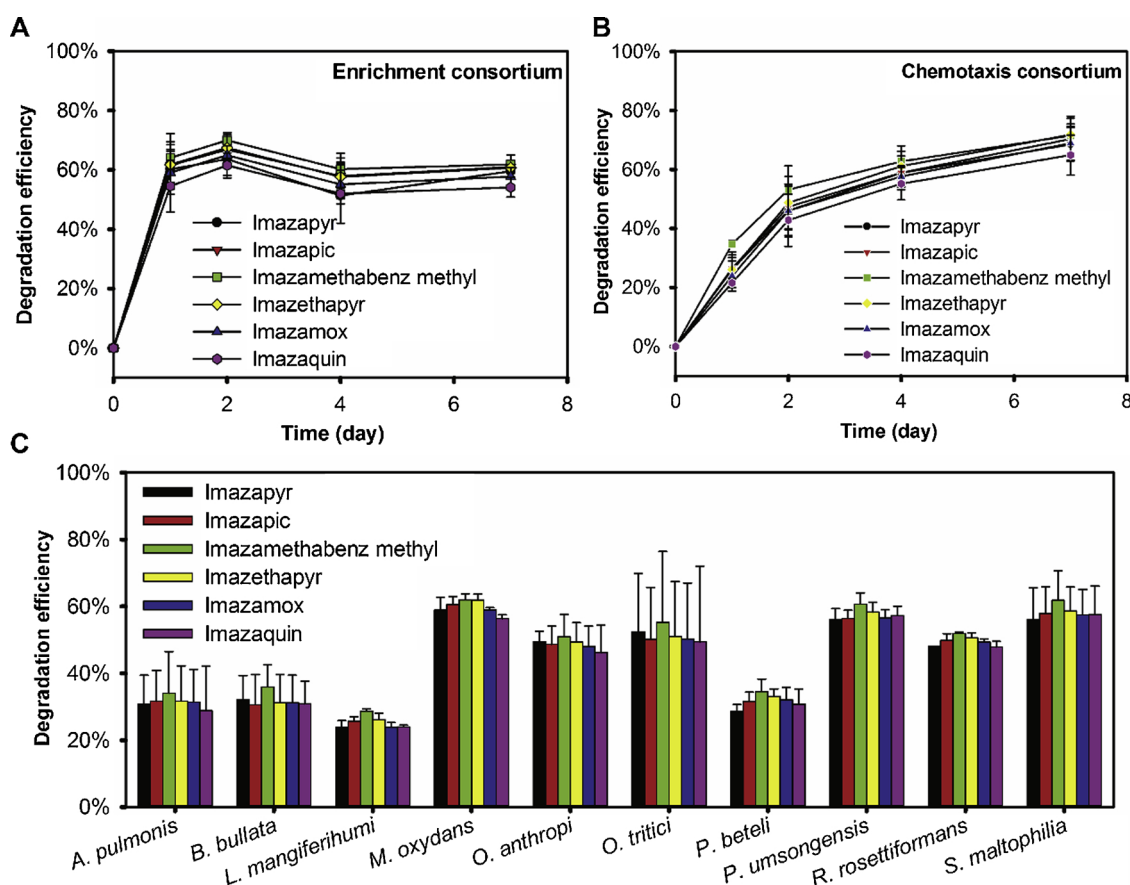 A
100%
80%
60%
40%
20%
0%
Degradation efficiency
Enrichment consortium
Imazapyr
Imazapic
Imazamethabenz methyl
Imazethapyr
Imazamox
Imazaquin
0
2
4
6
8
Time (day)
B
100%
80%
60%
40%
20%
0%
Degradation efficiency
Chemotaxis consortium
Imazapyr
Imazapic
Imazamethabenz methyl
Imazethapyr
Imazamox
Imazaquin
0
2
4
6
8
Time (day)
C
100%
80%
60%
40%
20%
0%
Degradation efficiency
Imazapyr
Imazapic
Imazamethabenz methyl
Imazethapyr
Imazamox
Imazaquin
A. pulmonis
B. bullata
L. mangiferihumi
M. oxydans
O. anthropi
O. tritici
P. beteli
P. umsongensis
R. rosettiformans
S. maltophilia